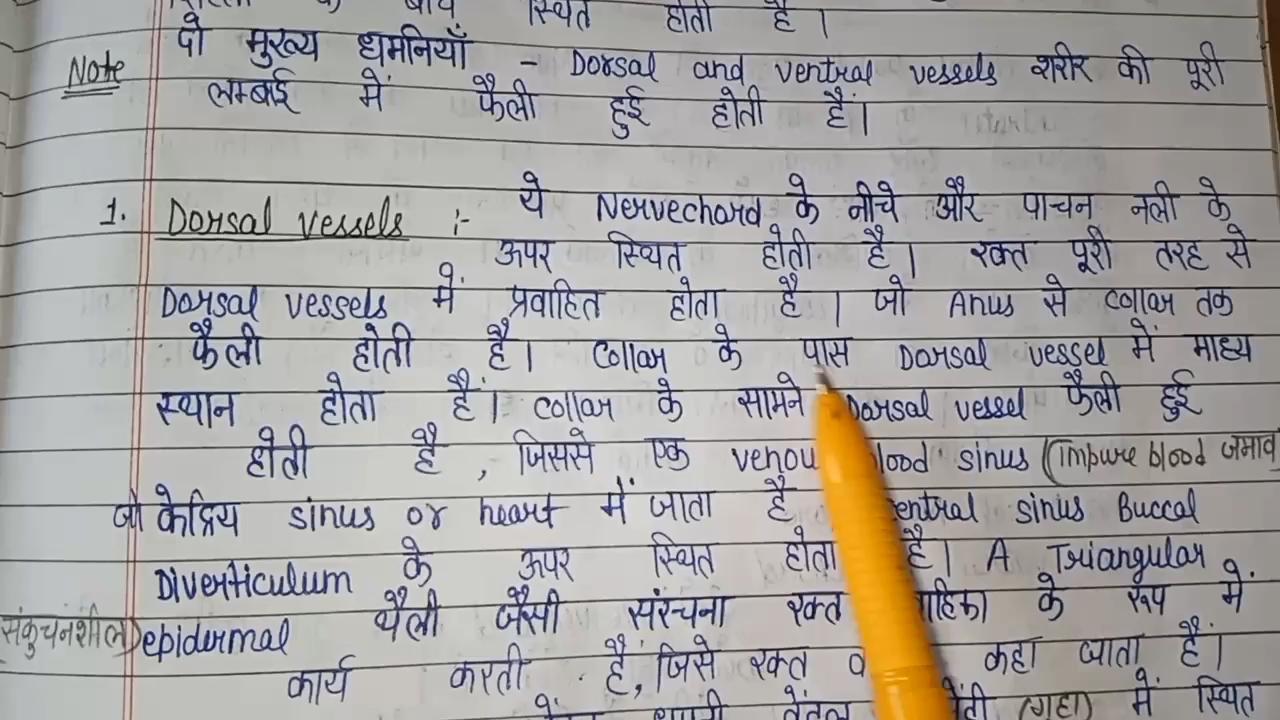 के बीच स्थित होती है।
Note दो मुख्य धमनियाँ - Dorsal and ventral vessels शरीर की पूरी
लम्बाई में फैली हुई होती हैं।
1. Dorsal vessels :- ये Nervechord के नीचे और पाचन नली के
ऊपर स्थित होती है। रक्त पूरी तरह से
Dorsal vessels में प्रवाहित होता है। जो Anus से collar तक
फैली होती है। collar के पास Dorsal vessel में माध्य
स्थान होता हैं। collar के सामने Dorsal vessel फैली हुई
होती है, जिससे एक venou blood sinus (impure blood जमाव
जो केद्रिय sinus or heart में जाता है entral sinus Buccal
Diverticulum के ऊपर स्थित होता है। A Triangular
संकुचनशील) epidermal थैली जैसी संरचना रक्त वाहिका के रूप में
कार्य करती है, जिसे रक्त कहा जाता हैं।
में स्थित